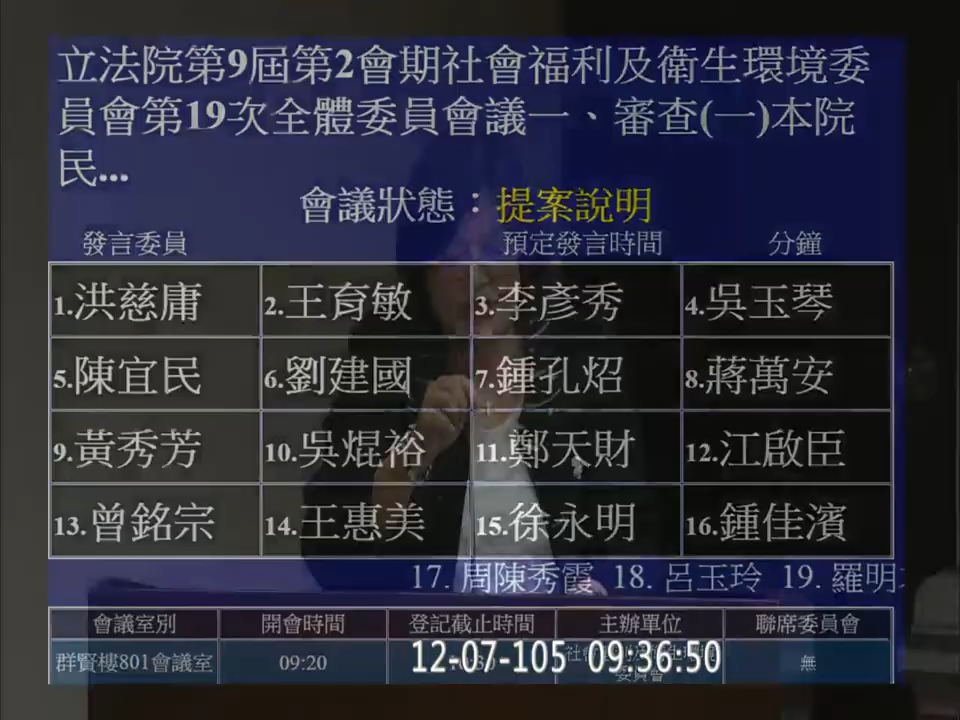 立法院第9屆第2會期社會福利及衛生環境委
員會第19次全體委員會議一、審查(一)本院
民...
會議狀態：提案說明
發言委員 預定發言時間 分鐘
1.洪慈庸 2.王育敏 3.李彥秀 4.吳玉琴
5.陳宜民 6.劉建國 7.鍾孔炤 8.蔣萬安
9.黃秀芳 10.吳焜裕 11.鄭天財 12.江啟臣
13.曾銘宗 14.王惠美 15.徐永明 16.鍾佳濱
17. 周陳秀霞 18. 呂玉玲 19. 羅明
會議室別 開會時間 登記截止時間 主辦單位 聯席委員會
群賢樓801會議室 09:20 無
12-07-105 09:36:50